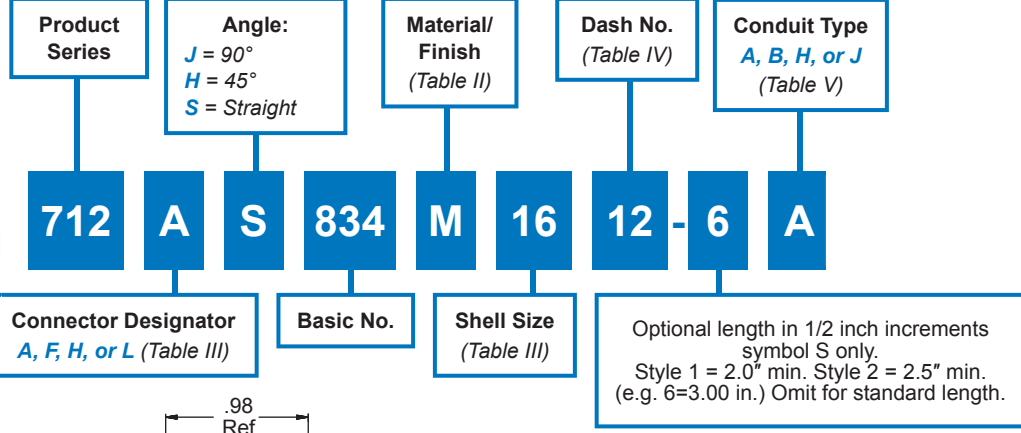 Product
Series
Angle:
J = 90°
H = 45°
S = Straight
Material/
Finish
(Table II)
Dash No.
(Table IV)
Conduit Type
A, B, H, or J
(Table V)
712 A S 834 M 16 12 - 6 A
Connector Designator
A, F, H, or L (Table III)
Basic No.
Shell Size
(Table III)
Optional length in 1/2 inch increments
symbol S only.
Style 1 = 2.0″ min. Style 2 = 2.5″ min.
(e.g. 6=3.00 in.) Omit for standard length.
.98
Ref